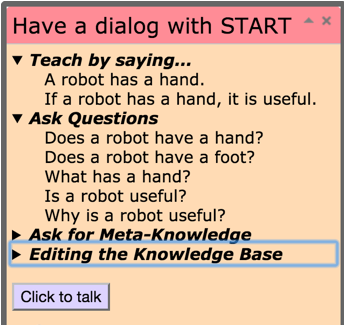 Have a dialog with START
Teach by saying...
A robot has a hand.
If a robot has a hand, it is useful.
Ask Questions
Does a robot have a hand?
Does a robot have a foot?
What has a hand?
Is a robot useful?
Why is a robot useful?
Ask for Meta-Knowledge
Editing the Knowledge Base
Click to talk